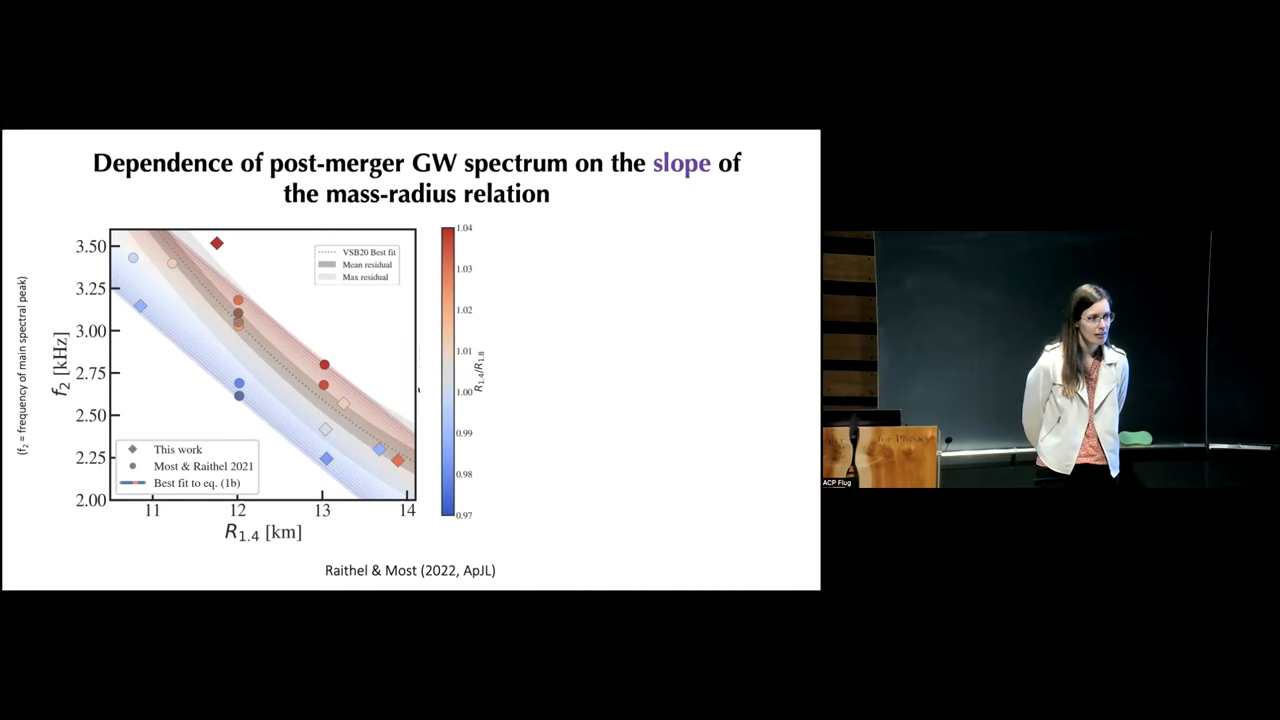 Dependence of post-merger GW spectrum on the slope of
the mass-radius relation
(f₂ = frequency of main spectral peak)
f₂ [kHz]
3.50
3.25
3.00
2.75
2.50
2.25
2.00
VSB20 Best fit
Mean residual
Max residual
This work
Most & Raithel 2021
Best fit to eq. (1b)
11
12
13
14
R₁.₄ [km]
1.04
1.03
1.02
1.01
1.00
0.99
0.98
0.97
R₁.₄/R₁.₈
Raithel & Most (2022, ApJL)
for Physics
ACP Flug